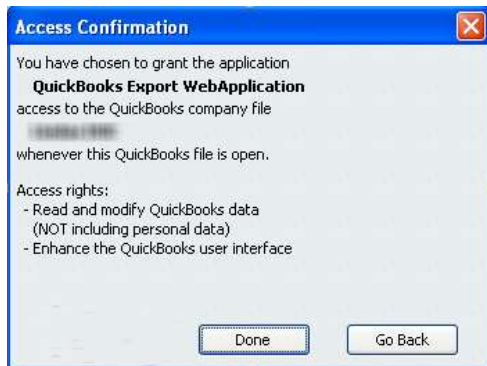 Access Confirmation
You have chosen to grant the application
QuickBooks Export WebApplication
access to the QuickBooks company file
whenever this QuickBooks file is open.
Access rights:
- Read and modify QuickBooks data
(NOT including personal data)
- Enhance the QuickBooks user interface
Done Go Back